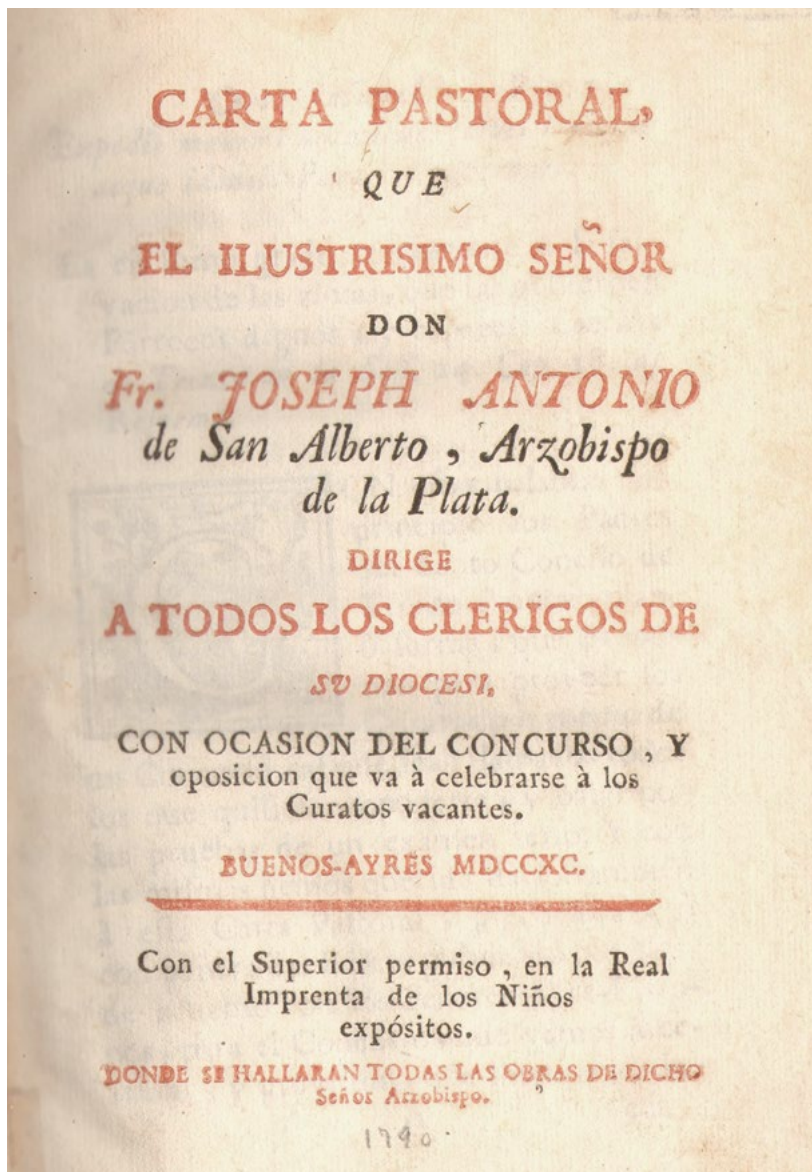 CARTA PASTORAL,
QUE
EL ILUSTRISIMO SEÑOR
DON
Fr. JOSEPH ANTONIO
de San Alberto , Arzobispo
de la Plata.
DIRIGE
A TODOS LOS CLERIGOS DE
SV DIOCESI.
CON OCASION DEL CONCURSO , Y
oposicion que va à celebrarse à los
Curatos vacantes.
BUENOS-AYRES MDCCXC.
Con el Superior permiso , en la Real
Imprenta de los Niños
expósitos.
DONDE SE HALLARAN TODAS LAS OBRAS DE DICHO
Señor Arzobispo.
1790.